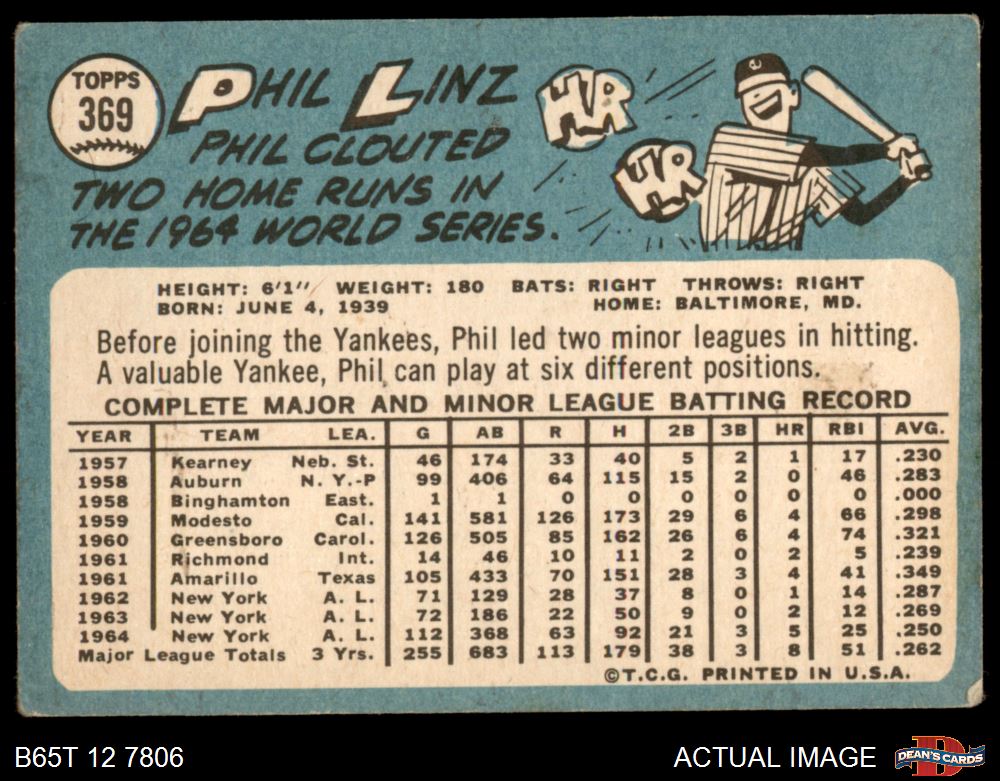 TOPPS
369
PHIL LINZ
PHIL CLOUTED
TWO HOME RUNS IN
THE 1964 WORLD SERIES.
HR
HR
HEIGHT: 6'1" WEIGHT: 180 BATS: RIGHT THROWS: RIGHT
BORN: JUNE 4, 1939 HOME: BALTIMORE, MD.
Before joining the Yankees, Phil led two minor leagues in hitting.
A valuable Yankee, Phil can play at six different positions.
COMPLETE MAJOR AND MINOR LEAGUE BATTING RECORD
YEAR TEAM LEA. G AB R H 2B 3B HR RBI AVG.
1957 Kearney Neb. St. 46 174 33 40 5 2 1 17 .230
1958 Auburn N. Y.-P 99 406 64 115 15 2 0 46 .283
1958 Binghamton East. 1 1 0 0 0 0 0 0 .000
1959 Modesto Cal. 141 581 126 173 29 6 4 66 .298
1960 Greensboro Carol. 126 505 85 162 26 6 4 74 .321
1961 Richmond Int. 14 46 10 11 2 0 2 5 .239
1961 Amarillo Texas 105 433 70 151 28 3 4 41 .349
1962 New York A. L. 71 129 28 37 8 0 1 14 .287
1963 New York A. L. 72 186 22 50 9 0 2 12 .269
1964 New York A. L. 112 368 63 92 21 3 5 25 .250
Major League Totals 3 Yrs. 255 683 113 179 38 3 8 51 .262
©T.C.G. PRINTED IN U.S.A.
B65T 12 7806
ACTUAL IMAGE
D
DEAN'S CARDS